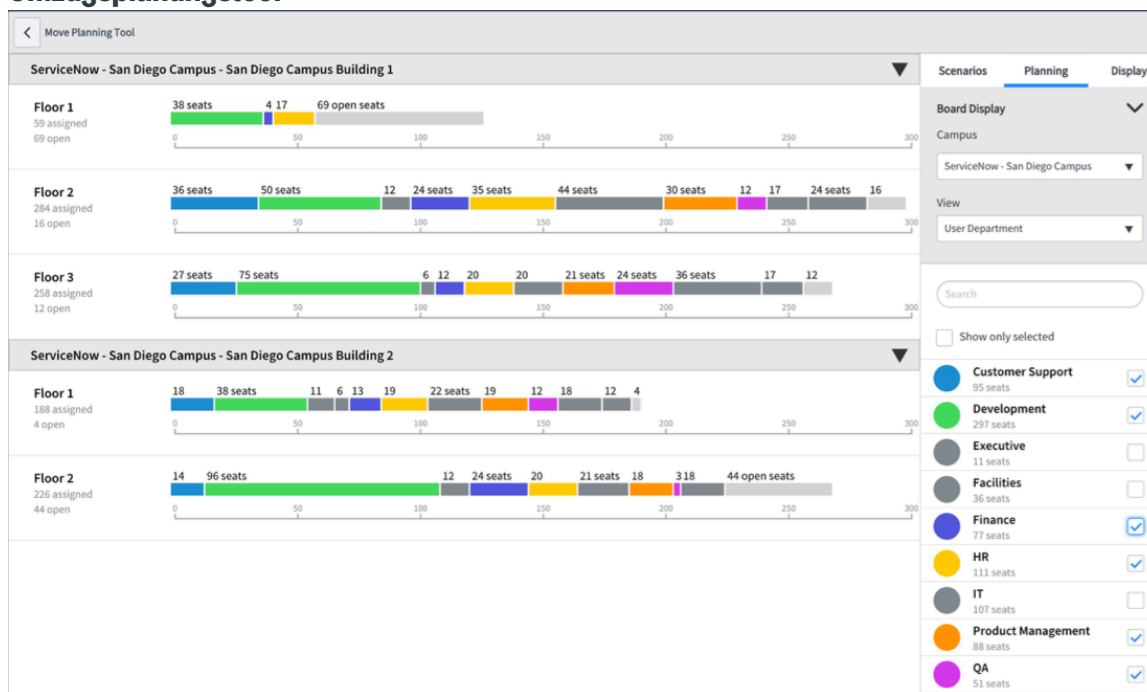 Umzugsplanungstool
Move Planning Tool
ServiceNow - San Diego Campus - San Diego Campus Building 1
Floor 1
59 assigned
69 open
38 seats 4 17 69 open seats
0 50 100 150 200 250 300
Floor 2
284 assigned
16 open
36 seats 50 seats 12 24 seats 35 seats 44 seats 30 seats 12 17 24 seats 16
0 50 100 150 200 250 300
Floor 3
258 assigned
12 open
27 seats 75 seats 6 12 20 20 21 seats 24 seats 36 seats 17 12
0 50 100 150 200 250 300
ServiceNow - San Diego Campus - San Diego Campus Building 2
Floor 1
188 assigned
4 open
18 38 seats 11 6 13 19 22 seats 19 12 18 12 4
0 50 100 150 200 250 300
Floor 2
226 assigned
44 open
14 96 seats 12 24 seats 20 21 seats 18 3 18 44 open seats
0 50 100 150 200 250 300
Scenarios Planning Display
Board Display
Campus
ServiceNow - San Diego Campus
View
User Department
Search
Show only selected
Customer Support
95 seats
Development
297 seats
Executive
11 seats
Facilities
36 seats
Finance
77 seats
HR
111 seats
IT
107 seats
Product Management
88 seats
QA
51 seats